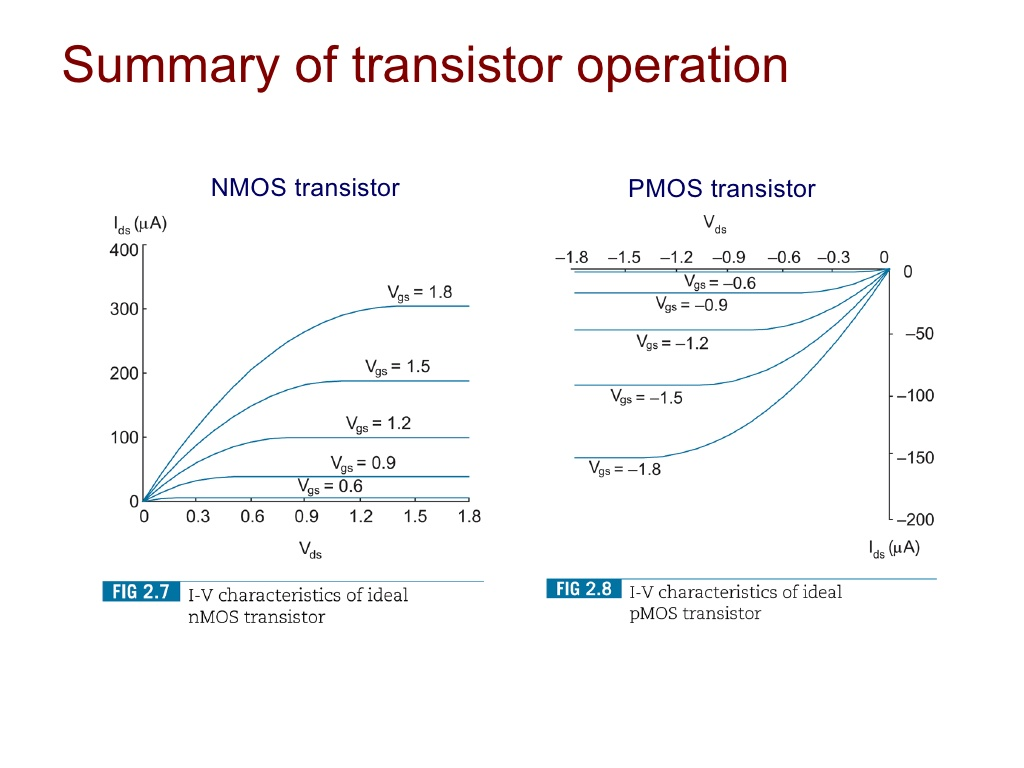 Summary of transistor operation
NMOS transistor
Ids (μA)
400
300
200
100
0
Vgs = 1.8
Vgs = 1.5
Vgs = 1.2
Vgs = 0.9
Vgs = 0.6
0 0.3 0.6 0.9 1.2 1.5 1.8
Vds
FIG 2.7 I-V characteristics of ideal
nMOS transistor
PMOS transistor
Vds
–1.8 –1.5 –1.2 –0.9 –0.6 –0.3 0
0
Vgs = –0.6
Vgs = –0.9
Vgs = –1.2
Vgs = –1.5
Vgs = –1.8
–50
–100
–150
–200
Ids (μA)
FIG 2.8 I-V characteristics of ideal
pMOS transistor